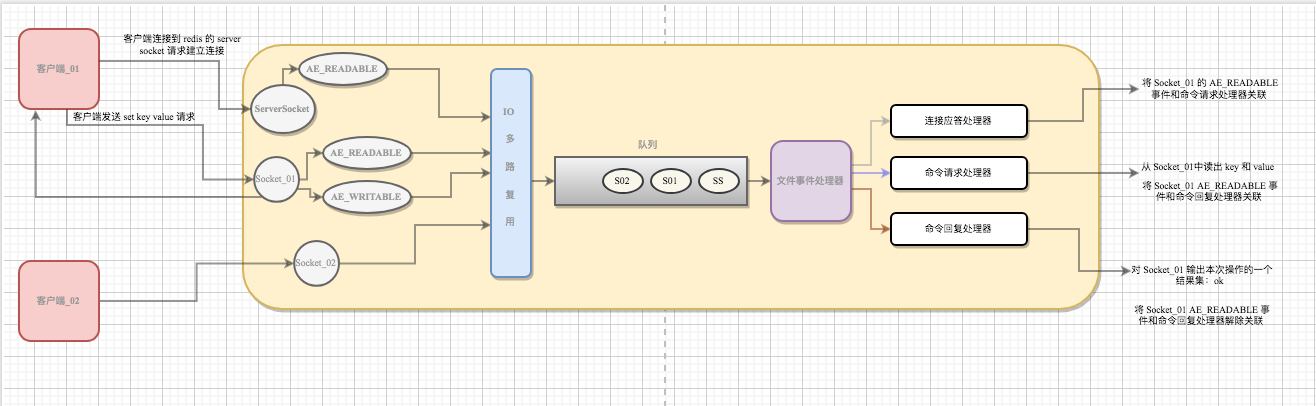 客户端_01
客户端连接到 redis 的 server
socket 请求建立连接
客户端发送 set key value 请求
ServerSocket
AE_READABLE
Socket_01
AE_READABLE
AE_WRITABLE
客户端_02
Socket_02
IO
多
路
复
用
队列
S02
S01
SS
文件事件处理器
连接应答处理器
命令请求处理器
命令回复处理器
将 Socket_01 的 AE_READABLE
事件和命令请求处理器关联
从 Socket_01中读出 key 和 value
将 Socket_01 AE_READABLE 事
件和命令回复处理器关联
对 Socket_01 输出本次操作的一个
结果集：ok
将 Socket_01 AE_READABLE 事
件和命令回复处理器解除关联